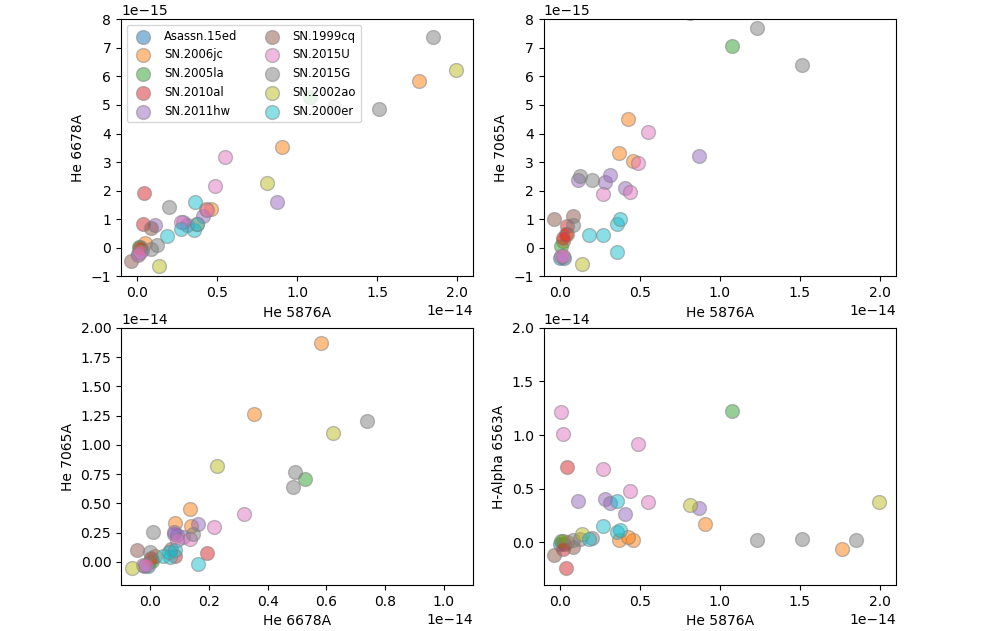 1e−15
8
7
6
5
4
3
2
1
0
−1
He 6678A
Asassn.15ed
SN.2006jc
SN.2005la
SN.2010al
SN.2011hw
SN.1999cq
SN.2015U
SN.2015G
SN.2002ao
SN.2000er
0.0 0.5 1.0 1.5 2.0
He 5876A
1e−14
1e−15
8
7
6
5
4
3
2
1
0
−1
He 7065A
0.0 0.5 1.0 1.5 2.0
He 5876A
1e−14
1e−14
2.00
1.75
1.50
1.25
1.00
0.75
0.50
0.25
0.00
He 7065A
0.0 0.2 0.4 0.6 0.8 1.0
He 6678A
1e−14
1e−14
2.0
1.5
1.0
0.5
0.0
H-Alpha 6563A
0.0 0.5 1.0 1.5 2.0
He 5876A
1e−14